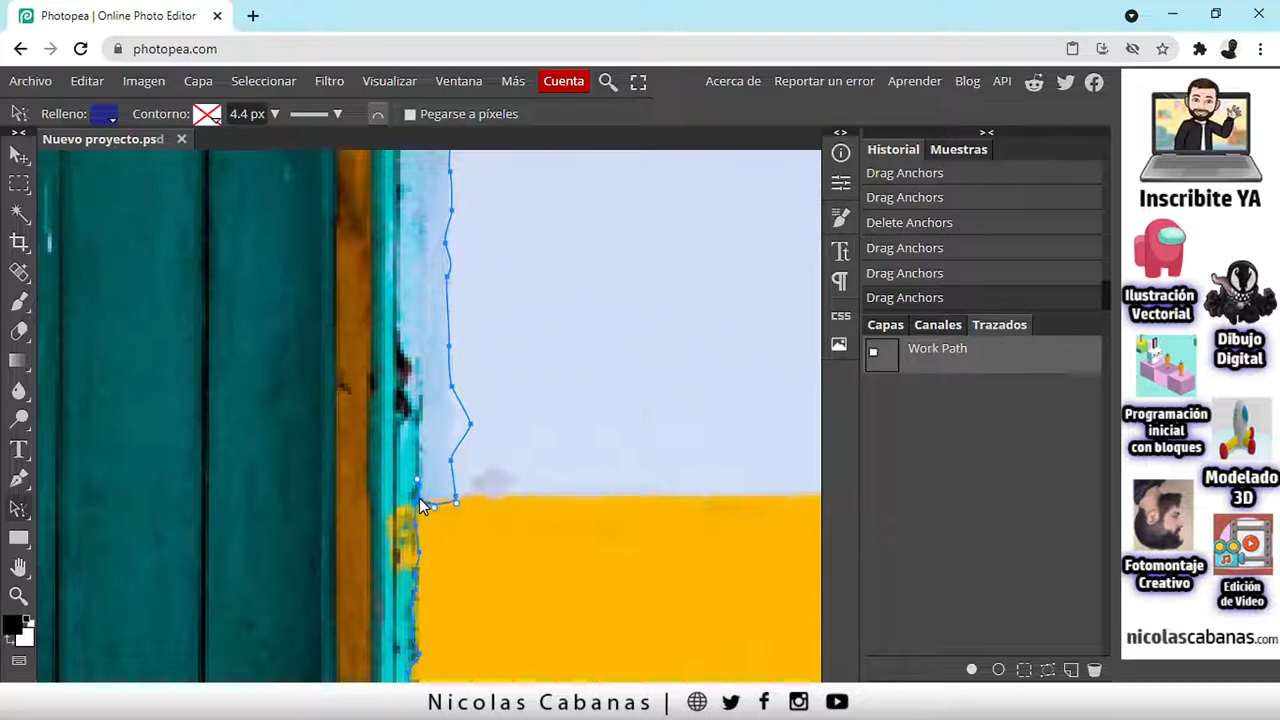 Photopea | Online Photo Editor
photopea.com
Archivo Editar Imagen Capa Seleccionar Filtro Visualizar Ventana Más Cuenta Acerca de Reportar un error Aprender Blog API
Relleno: Contorno: 4.4 px Pegarse a píxeles
Nuevo proyecto.psd
Historial Muestras
Drag Anchors
Drag Anchors
Delete Anchors
Drag Anchors
Drag Anchors
Drag Anchors
CSS
Capas Canales Trazados
Work Path
Inscribite YA
Ilustración
Vectorial
Dibujo
Digital
Programación
inicial
con bloques
Modelado
3D
Fotomontaje
Creativo
Edición
de Video
nicolascabanas.com
Nicolas Cabanas |